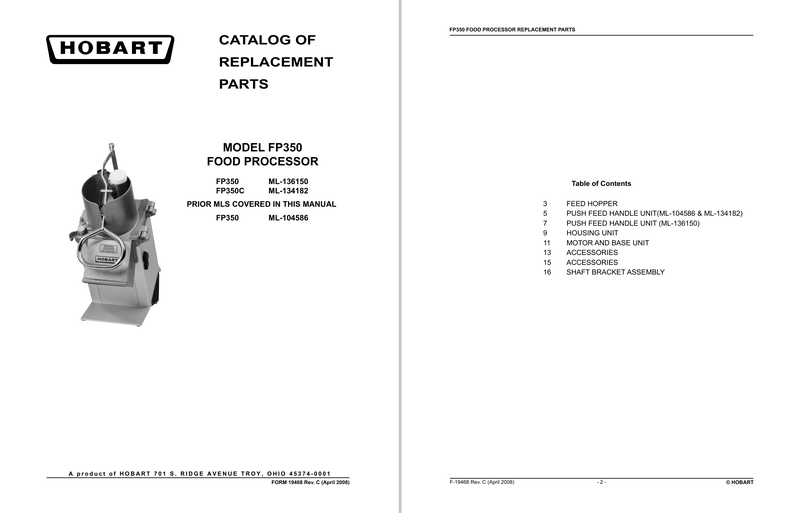 HOBART
CATALOG OF
REPLACEMENT
PARTS
MODEL FP350
FOOD PROCESSOR
FP350 ML-136150
FP350C ML-134182
PRIOR MLS COVERED IN THIS MANUAL
FP350 ML-104586
HOBART
A product of HOBART 701 S. RIDGE AVENUE TROY, OHIO 45374-0001
FORM 19468 Rev. C (April 2008)
FP350 FOOD PROCESSOR REPLACEMENT PARTS
Table of Contents
3 FEED HOPPER
5 PUSH FEED HANDLE UNIT(ML-104586 & ML-134182)
7 PUSH FEED HANDLE UNIT (ML-136150)
9 HOUSING UNIT
11 MOTOR AND BASE UNIT
13 ACCESSORIES
15 ACCESSORIES
16 SHAFT BRACKET ASSEMBLY
F-19468 Rev. C (April 2008) - 2 - © HOBART